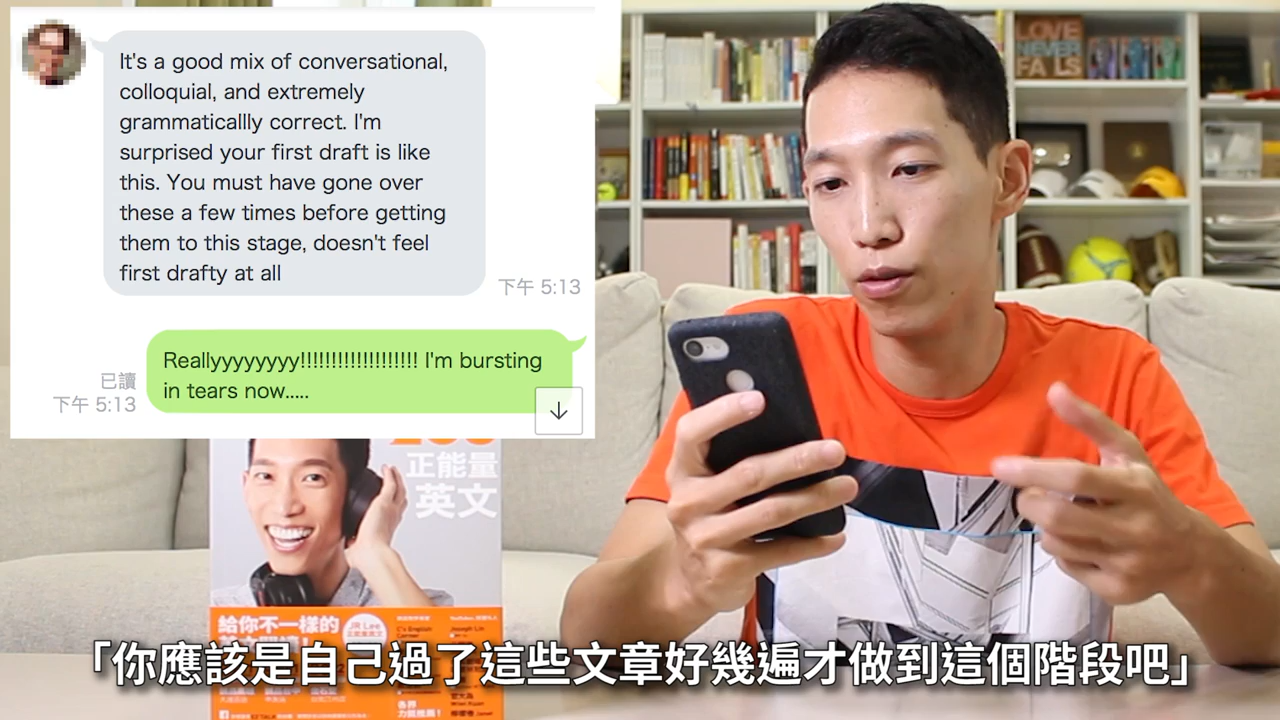 It's a good mix of conversational,
colloquial, and extremely
grammaticallly correct. I'm
surprised your first draft is like
this. You must have gone over
these a few times before getting
them to this stage, doesn't feel
first drafty at all
下午 5:13
Reallyyyyyyyy!!!!!!!!!!!!!!!!!!! I'm bursting
in tears now.....
已讀
下午 5:13
LOVE
NEVER
FAILS
正能量
英文
給你不一樣的
JR Lee
「你應該是自己過了這些文章好幾遍才做到這個階段吧」